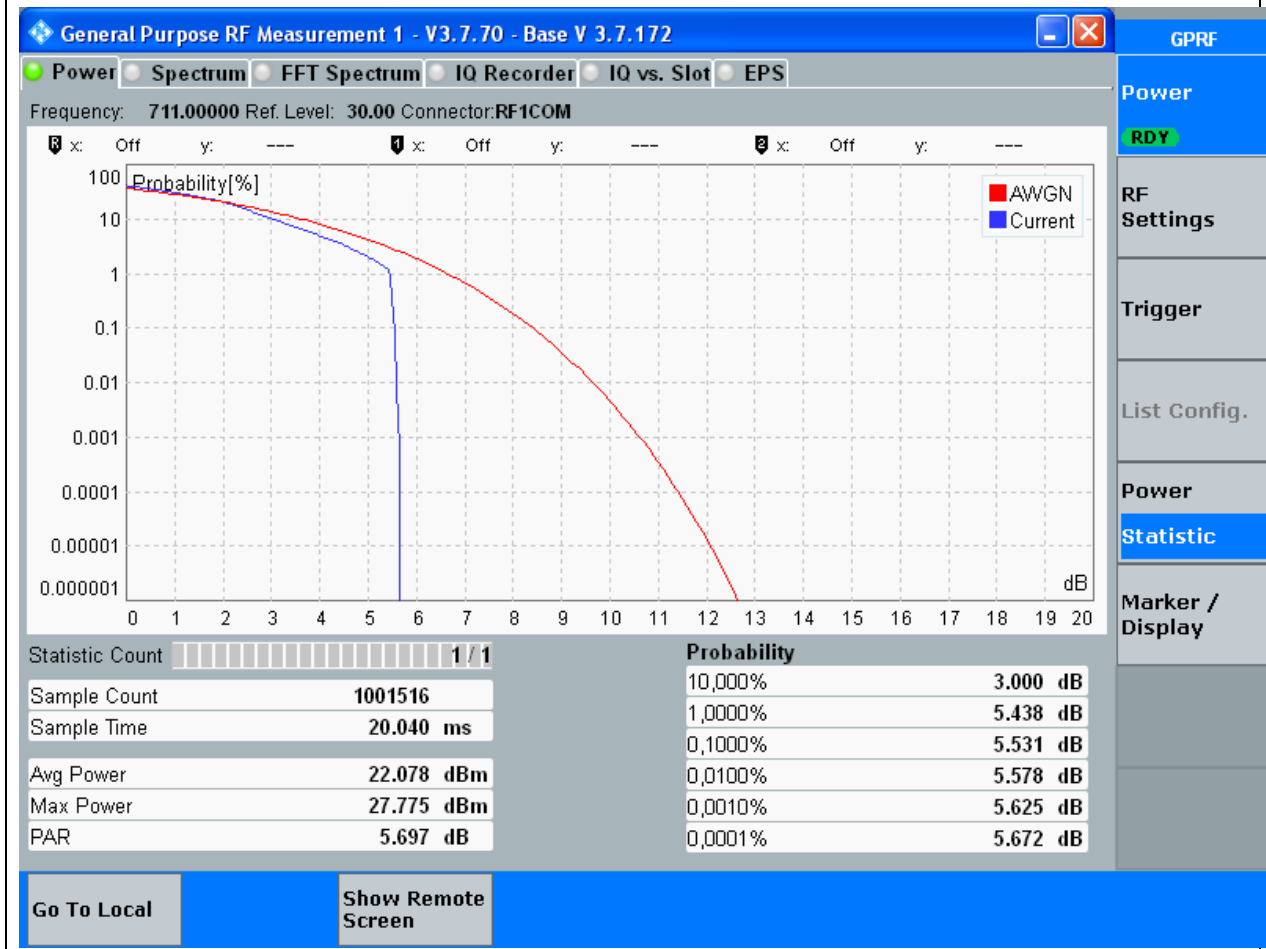 General Purpose RF Measurement 1 - V3.7.70 - Base V 3.7.172
GPRF
Power Spectrum FFT Spectrum IQ Recorder IQ vs. Slot EPS
Frequency: 711.00000 Ref. Level: 30.00 Connector:RF1COM
R x: Off y: --- 1 x: Off y: --- 2 x: Off y: ---
Probability[%]
AWGN
Current
100
10
1
0.1
0.01
0.001
0.0001
0.00001
0.000001
dB
0 1 2 3 4 5 6 7 8 9 10 11 12 13 14 15 16 17 18 19 20
Statistic Count 1 / 1
Sample Count 1001516
Sample Time 20.040 ms
Avg Power 22.078 dBm
Max Power 27.775 dBm
PAR 5.697 dB
Probability
10,000% 3.000 dB
1,0000% 5.438 dB
0,1000% 5.531 dB
0,0100% 5.578 dB
0,0010% 5.625 dB
0,0001% 5.672 dB
Power
RDY
RF
Settings
Trigger
List Config.
Power
Statistic
Marker /
Display
Go To Local
Show Remote
Screen